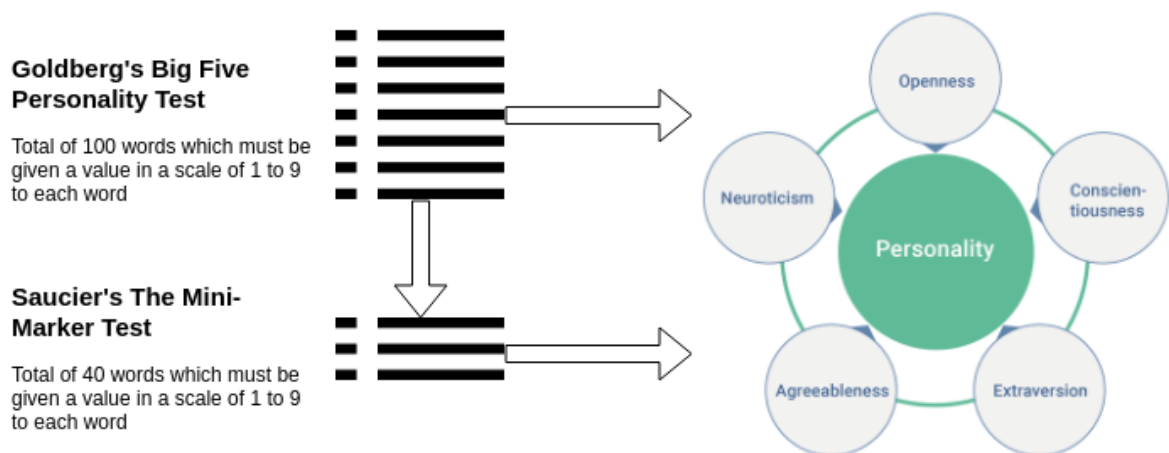 Goldberg's Big Five
Personality Test
Total of 100 words which must be
given a value in a scale of 1 to 9
to each word
Saucier's The Mini-
Marker Test
Total of 40 words which must be
given a value in a scale of 1 to 9
to each word
Openness
Neuroticism
Conscien-
tiousness
Personality
Agreeableness
Extraversion